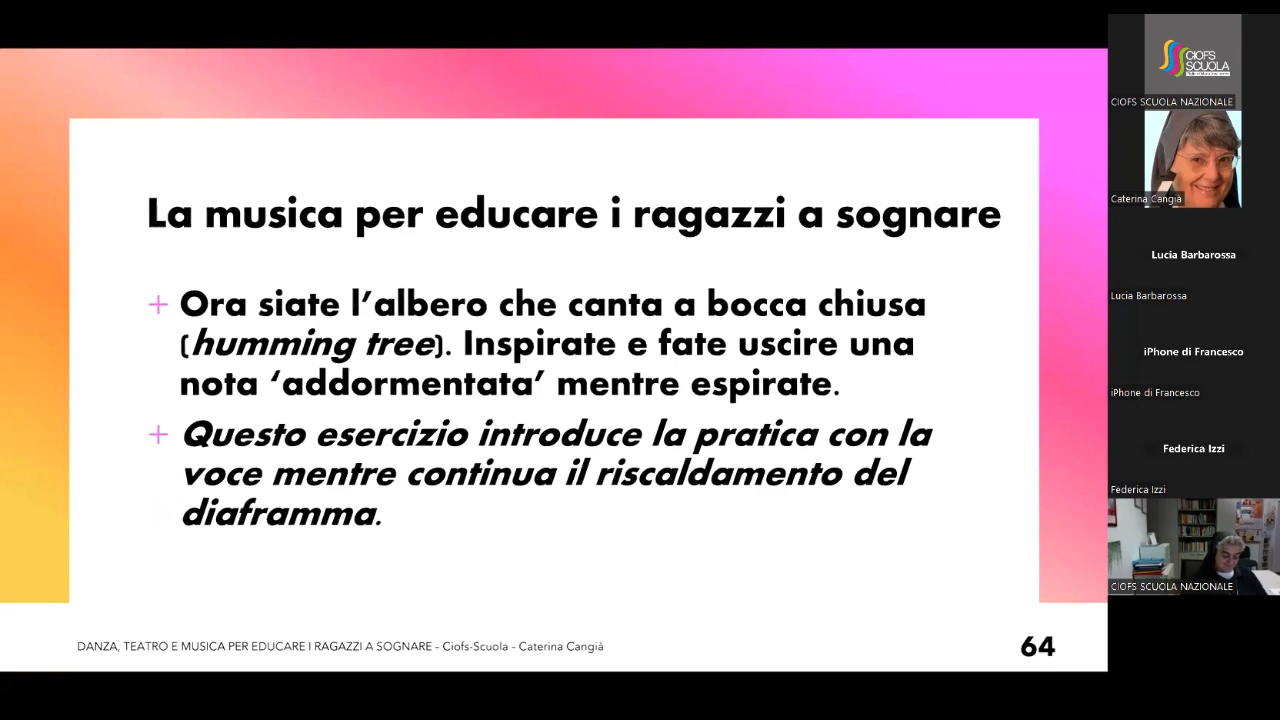 La musica per educare i ragazzi a sognare
+ Ora siate l’albero che canta a bocca chiusa
(humming tree). Inspirate e fate uscire una
nota ‘addormentata’ mentre espirate.
+ Questo esercizio introduce la pratica con la
voce mentre continua il riscaldamento del
diaframma.
DANZA, TEATRO E MUSICA PER EDUCARE I RAGAZZI A SOGNARE – Ciofs-Scuola – Caterina Cangià
64
CIOFS
SCUOLA
CIOFS SCUOLA NAZIONALE
Caterina Cangià
Lucia Barbarossa
Lucia Barbarossa
iPhone di Francesco
iPhone di Francesco
Federica Izzi
Federica Izzi
CIOFS SCUOLA NAZIONALE